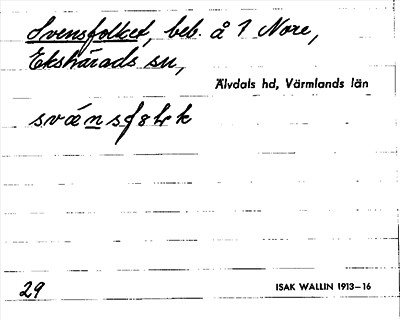 Svensfolket, beb. å 1 Nore,
Ekshärads sn,
Älvdals hd, Värmlands län
29
ISAK WALLIN 1913–16